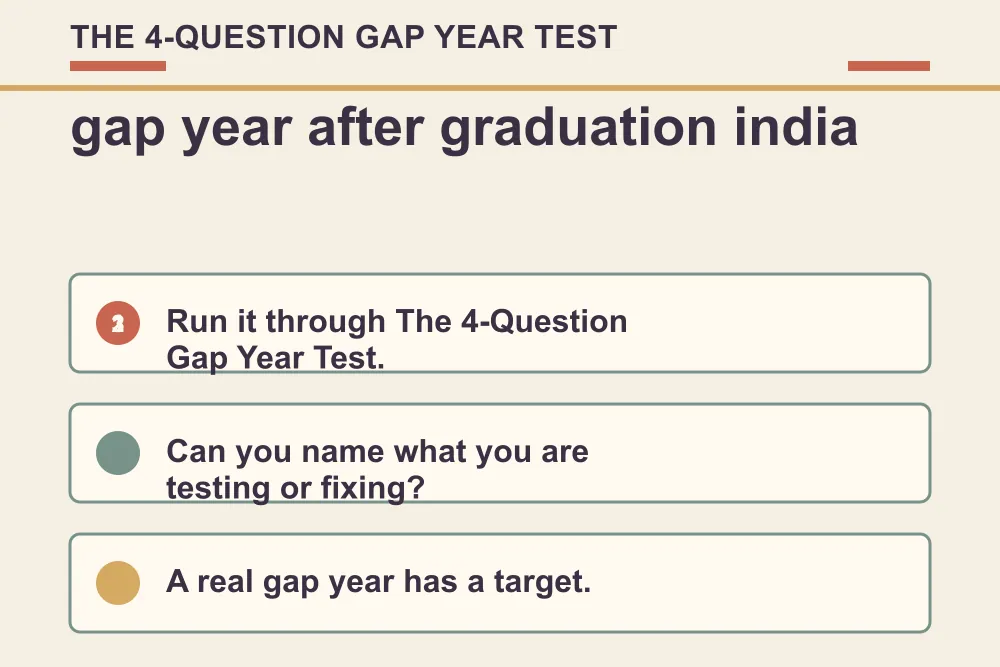 THE 4-QUESTION GAP YEAR TEST
gap year after graduation india
Run it through The 4-Question
Gap Year Test.
Can you name what you are
testing or fixing?
A real gap year has a target.